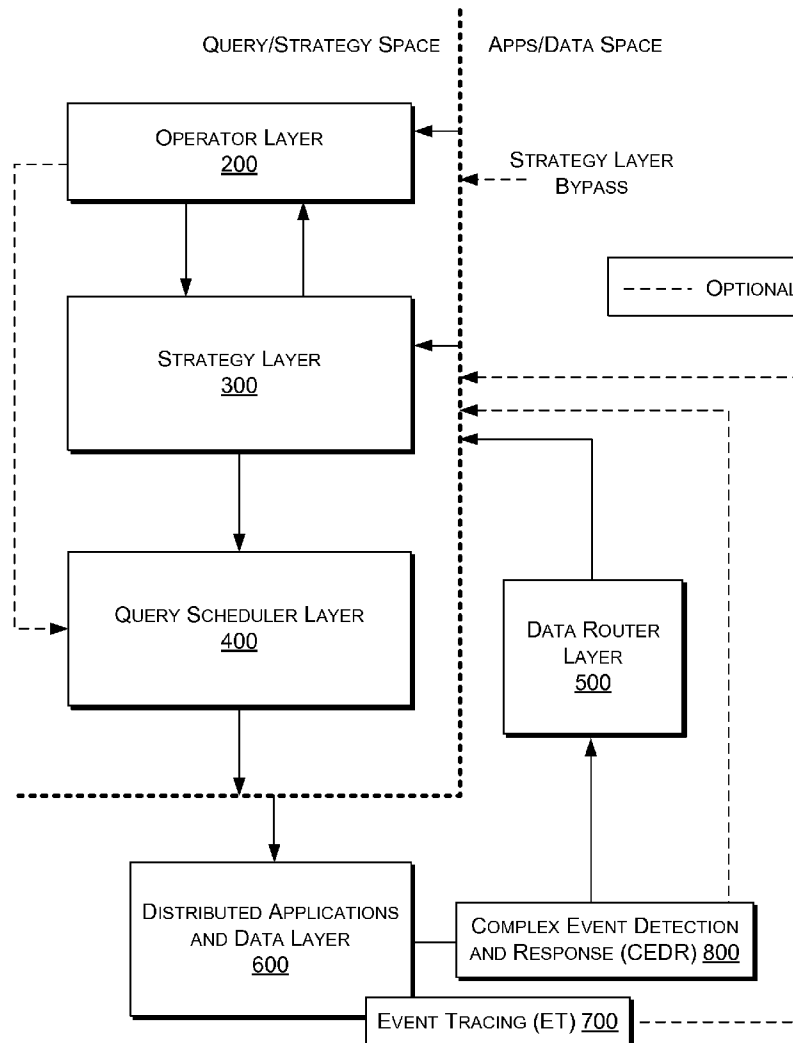 QUERY/STRATEGY SPACE
APPS/DATA SPACE
OPERATOR LAYER
200
STRATEGY LAYER
BYPASS
OPTIONAL
STRATEGY LAYER
300
QUERY SCHEDULER LAYER
400
DATA ROUTER
LAYER
500
DISTRIBUTED APPLICATIONS
AND DATA LAYER
600
COMPLEX EVENT DETECTION
AND RESPONSE (CEDR) 800
EVENT TRACING (ET) 700